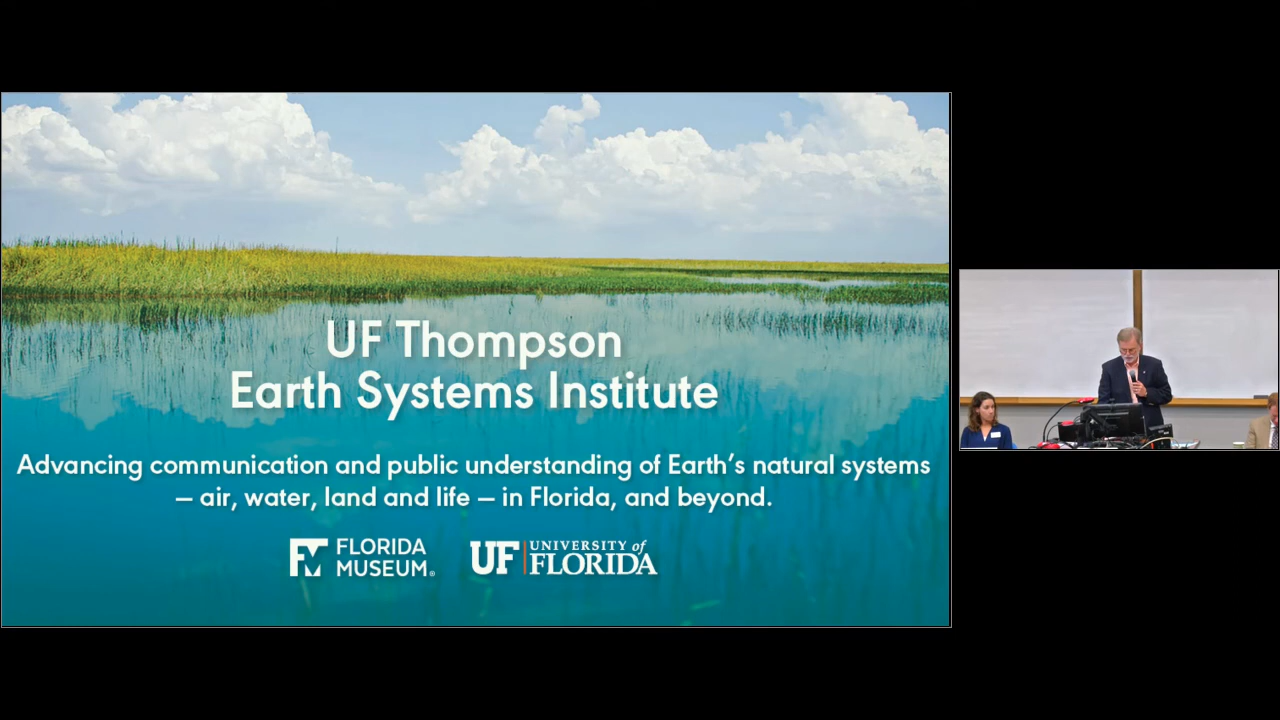 UF Thompson
Earth Systems Institute
Advancing communication and public understanding of Earth's natural systems
— air, water, land and life — in Florida, and beyond.
FLORIDA
MUSEUM®
UF UNIVERSITY of
FLORIDA